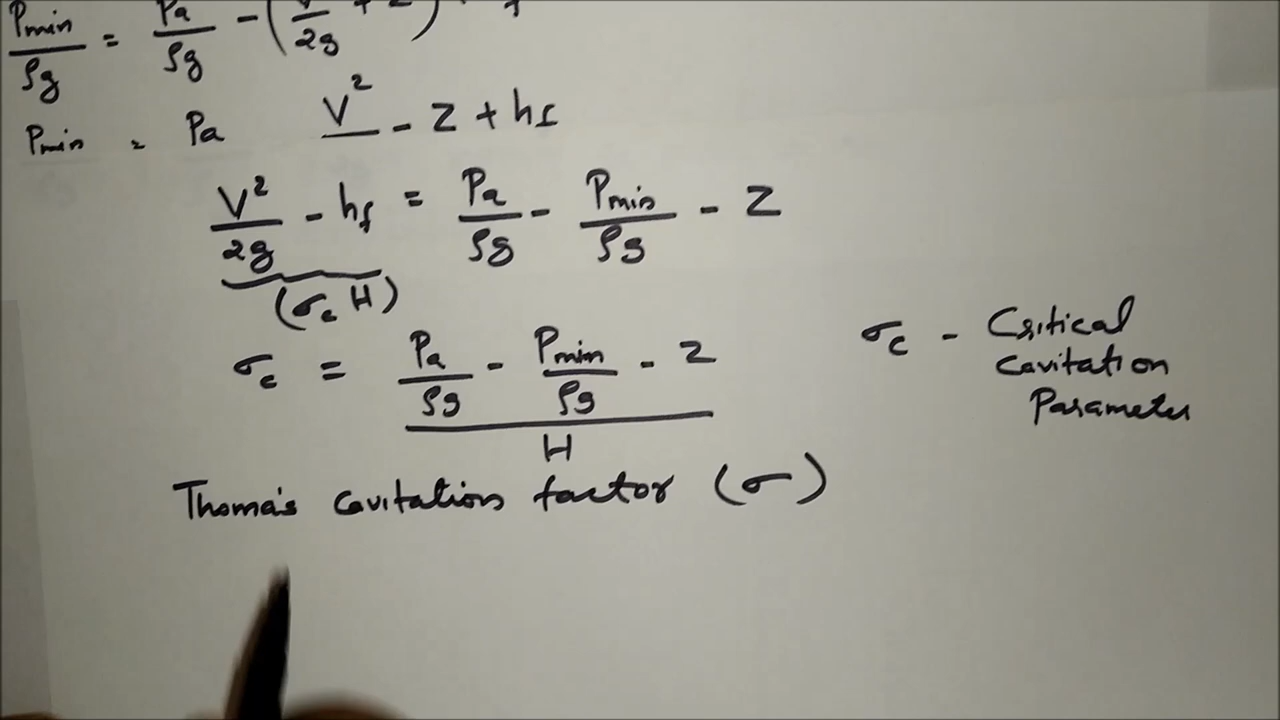 Pmin/ρg = Pa/ρg - (V²/2g + Z) + hf
Pmin = Pa V² - Z + hf
V²/2g - hf = Pa/ρg - Pmin/ρg - Z
(σc H)
σc = (Pa/ρg - Pmin/ρg - Z)/H
σc - Critical
Cavitation
Parameter
Thoma's cavitation factor (σ)